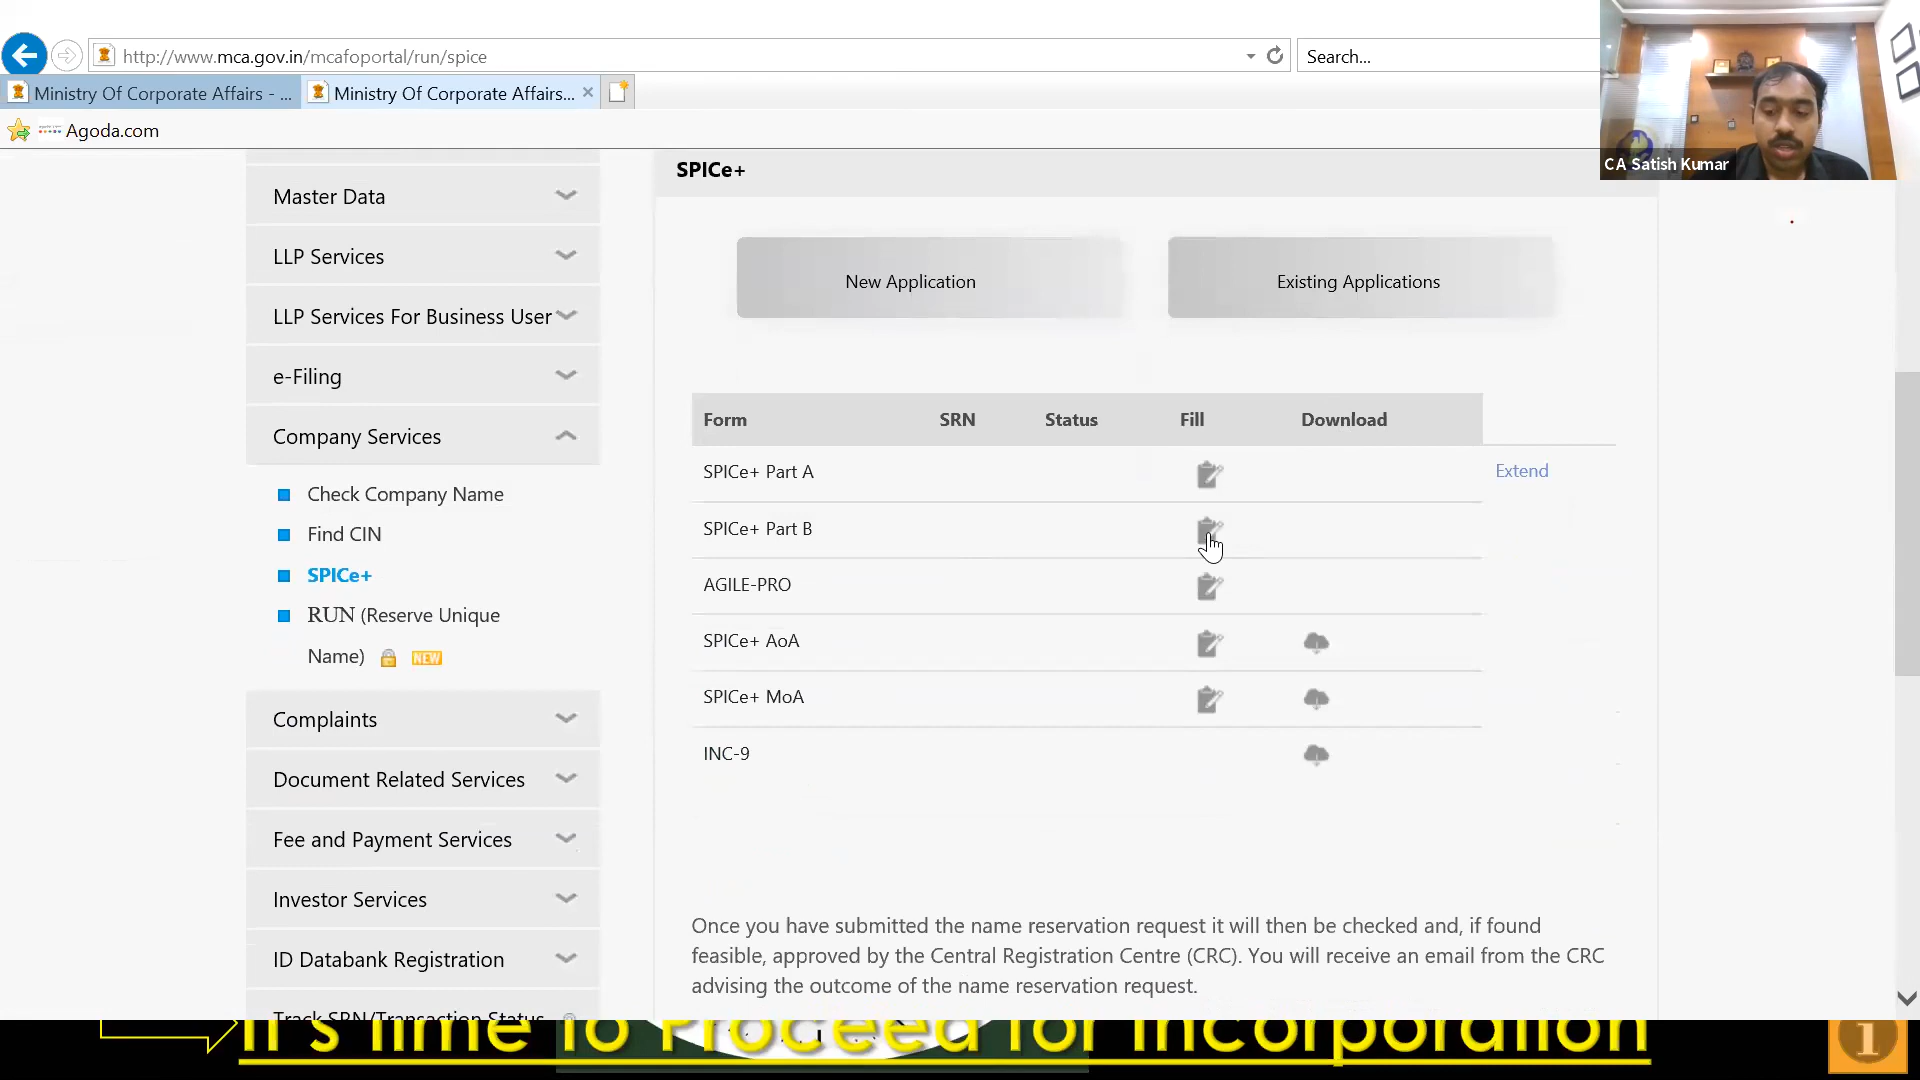 http://www.mca.gov.in/mcafoportal/run/spice
Search...
Ministry Of Corporate Affairs - ...
Ministry Of Corporate Affairs...
Agoda.com
CA Satish Kumar
SPICe+
Master Data
LLP Services
LLP Services For Business User
e-Filing
Company Services
Check Company Name
Find CIN
SPICe+
RUN (Reserve Unique
Name) NEW
Complaints
Document Related Services
Fee and Payment Services
Investor Services
ID Databank Registration
Track SRN/Transaction Status
New Application
Existing Applications
Form SRN Status Fill Download
SPICe+ Part A Extend
SPICe+ Part B
AGILE-PRO
SPICe+ AoA
SPICe+ MoA
INC-9
Once you have submitted the name reservation request it will then be checked and, if found
feasible, approved by the Central Registration Centre (CRC). You will receive an email from the CRC
advising the outcome of the name reservation request.
It's Time To Proceed for Incorporation